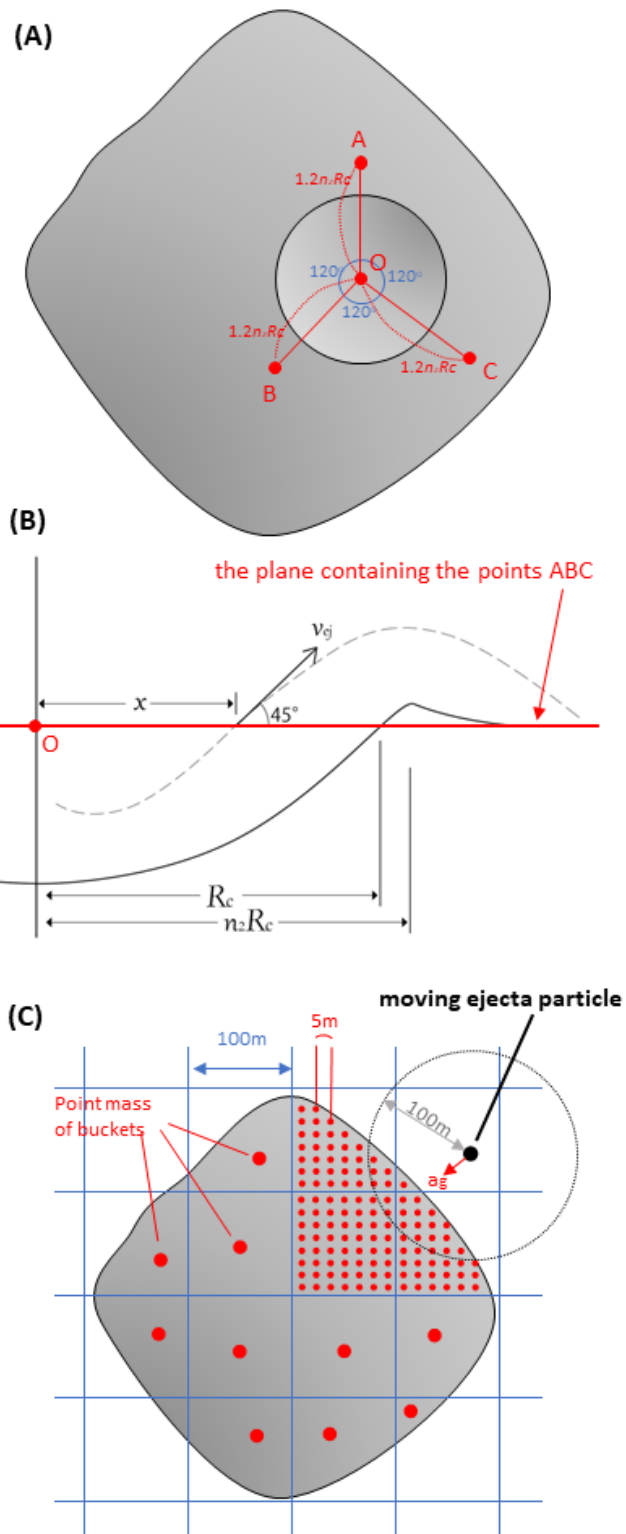 (A)
A
1.2n₂Rc
O
120°
120°
120°
1.2n₂Rc
1.2n₂Rc
B
C
(B)
the plane containing the points ABC
vej
x
45°
O
Rc
n₂Rc
(C)
moving ejecta particle
5m
100m
Point mass
of buckets
100m
ag